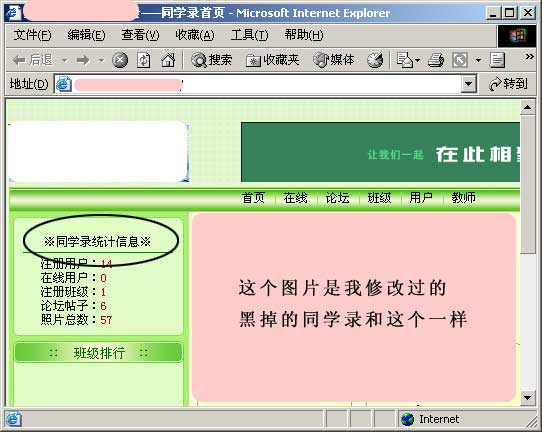 ——同学录首页 - Microsoft Internet Explorer
文件(F) 编辑(E) 查看(V) 收藏(A) 工具(T) 帮助(H)
后退 搜索 收藏夹 媒体
地址(D) 转到
让我们一起 在此相
首页 在线 论坛 班级 用户 教师
※同学录统计信息※
注册用户：14
在线用户：0
注册班级：1
论坛帖子：6
照片总数：57
这个图片是我修改过的
黑掉的同学录和这个一样
:: 班级排行 ::
Internet